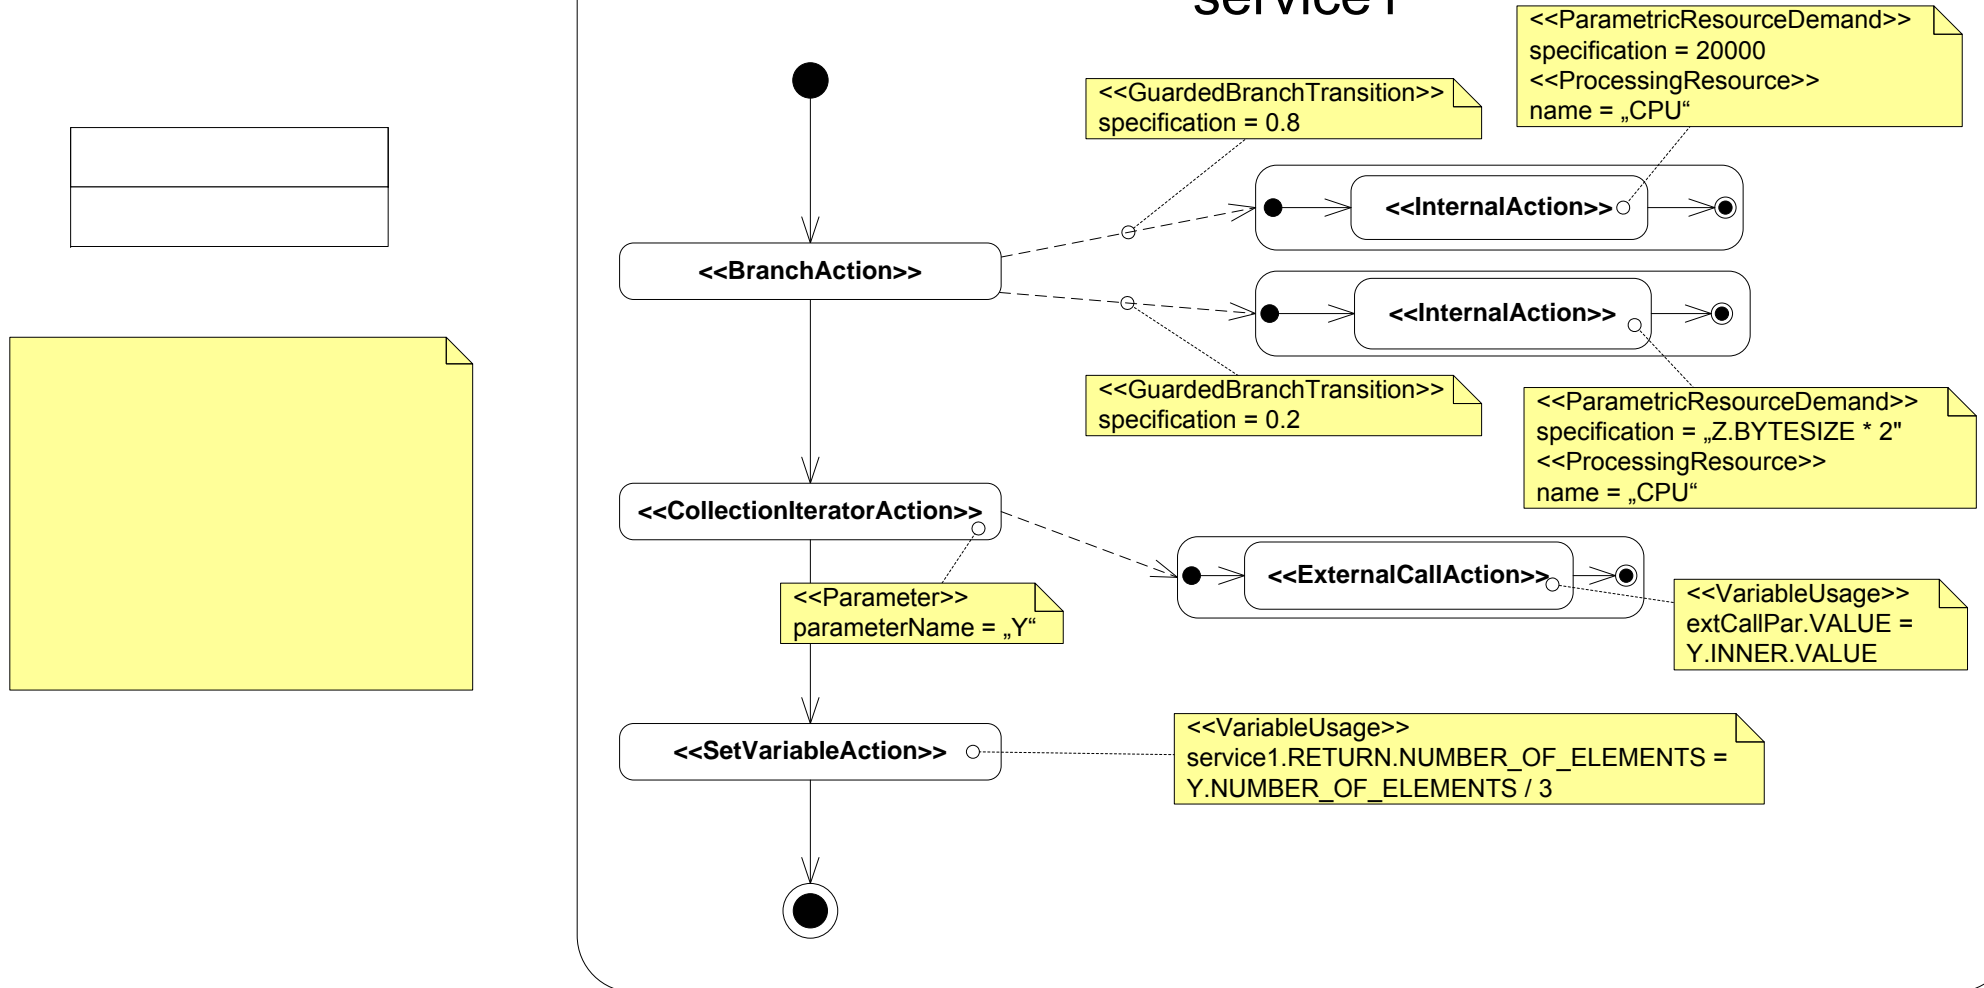 service1
<<ParametricResourceDemand>>
specification = 20000
<<ProcessingResource>>
name = „CPU“
<<GuardedBranchTransition>>
specification = 0.8
<<InternalAction>>
<<BranchAction>>
<<InternalAction>>
<<GuardedBranchTransition>>
specification = 0.2
<<ParametricResourceDemand>>
specification = „Z.BYTESIZE * 2"
<<ProcessingResource>>
name = „CPU“
<<CollectionIteratorAction>>
<<ExternalCallAction>>
<<Parameter>>
parameterName = „Y“
<<VariableUsage>>
extCallPar.VALUE =
Y.INNER.VALUE
<<SetVariableAction>>
<<VariableUsage>>
service1.RETURN.NUMBER_OF_ELEMENTS =
Y.NUMBER_OF_ELEMENTS / 3